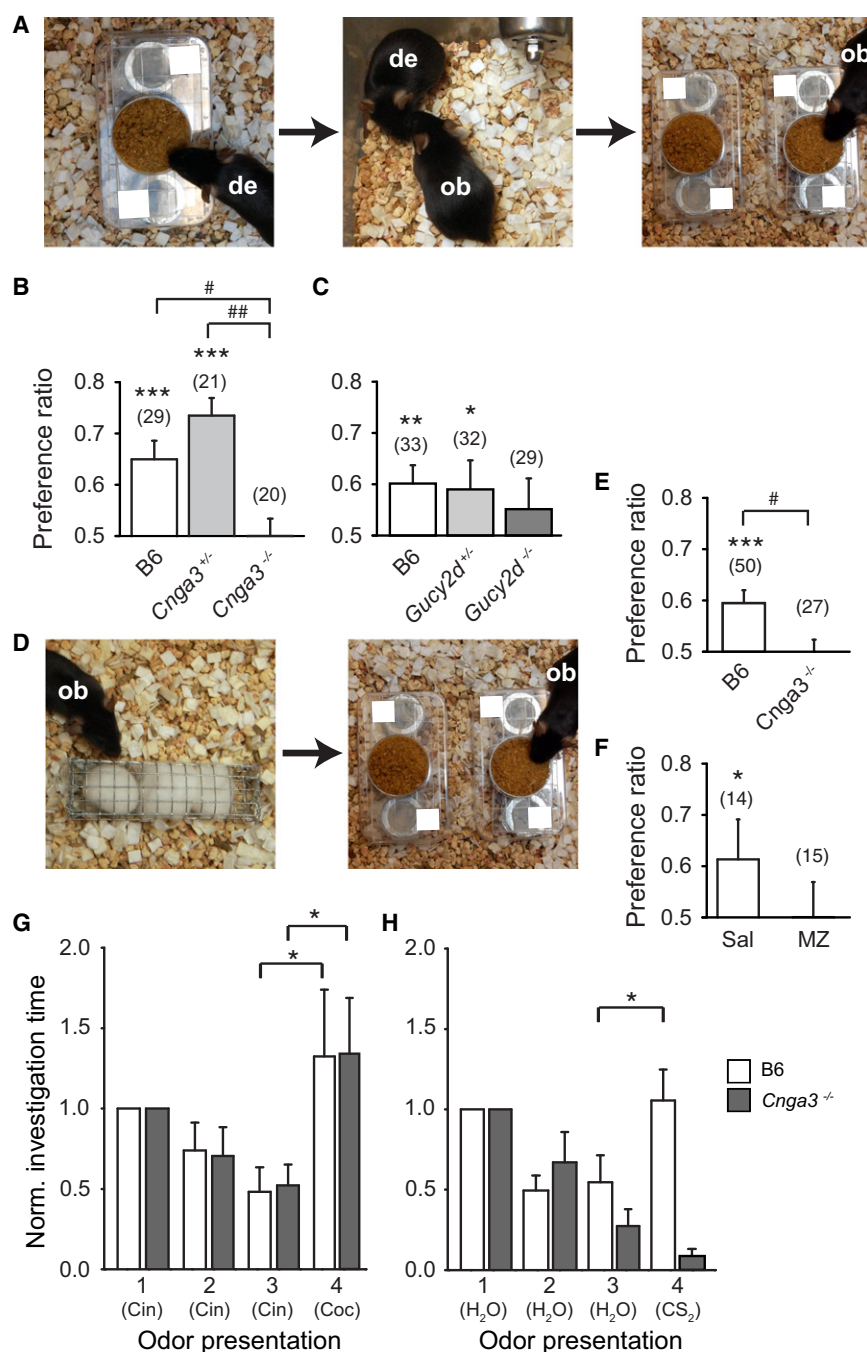 A
de
de
ob
ob
B
#
##
***
(29)
***
(21)
(20)
0.8
0.7
0.6
0.5
Preference ratio
B6
Cnga3 +/-
Cnga3 -/-
C
0.8
0.7
0.6
0.5
**
(33)
*
(32)
(29)
B6
Gucy2d +/-
Gucy2d -/-
E
Preference ratio
0.8
0.7
0.6
0.5
#
***
(50)
(27)
B6
Cnga3 -/-
D
ob
ob
F
Preference ratio
0.8
0.7
0.6
0.5
*
(14)
(15)
Sal
MZ
G
Norm. investigation time
2.0
1.5
1.0
0.5
0.0
*
*
1
2
3
4
(Cin)
(Cin)
(Cin)
(Coc)
Odor presentation
H
2.0
1.5
1.0
0.5
0.0
*
1
2
3
4
(H2O)
(H2O)
(H2O)
(CS2)
Odor presentation
B6
Cnga3 -/-